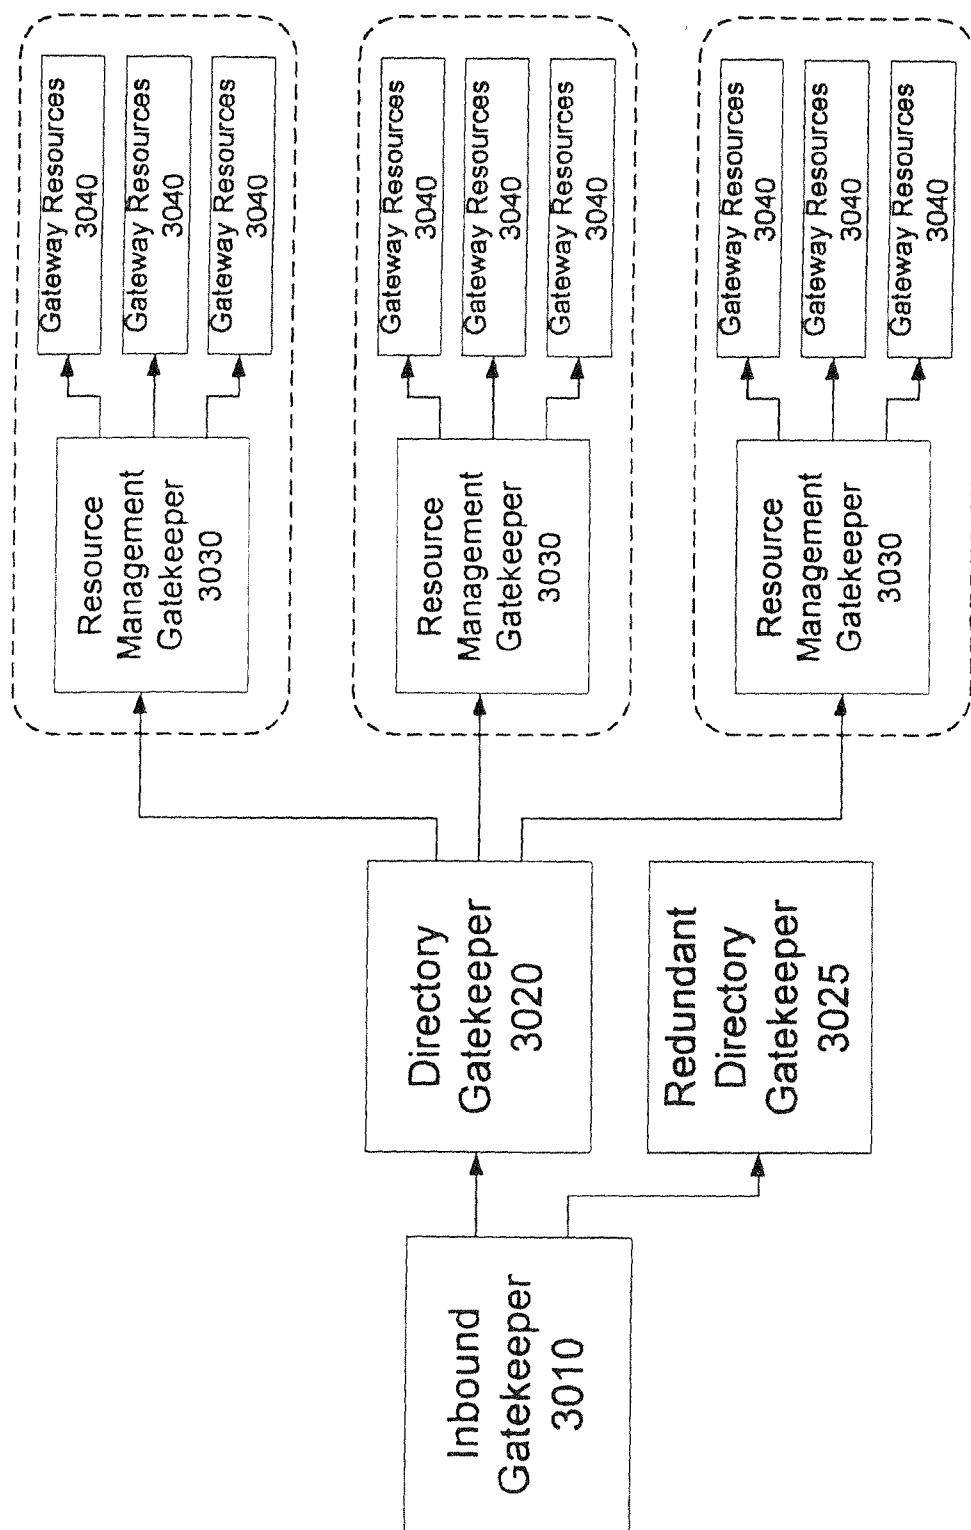 Inbound
Gatekeeper
3010
Directory
Gatekeeper
3020
Redundant
Directory
Gatekeeper
3025
Resource
Management
Gatekeeper
3030
Gateway Resources
3040
Gateway Resources
3040
Gateway Resources
3040
Resource
Management
Gatekeeper
3030
Gateway Resources
3040
Gateway Resources
3040
Gateway Resources
3040
Resource
Management
Gatekeeper
3030
Gateway Resources
3040
Gateway Resources
3040
Gateway Resources
3040